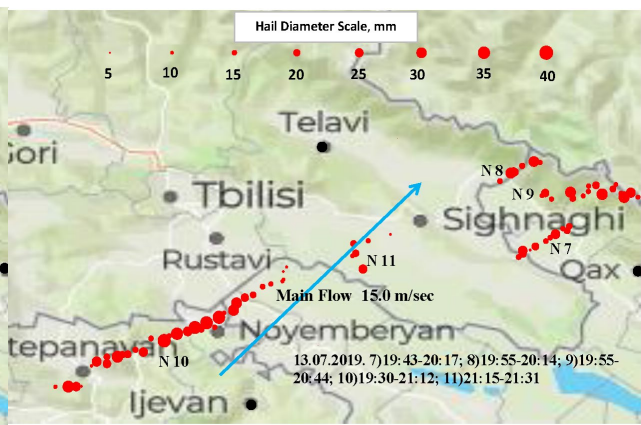 Hail Diameter Scale, mm
5 10 15 20 25 30 35 40
Telavi
Gori
N 8
Tbilisi
N 9
Sighnaghi
N 7
Rustavi
N 11
Qax
Main Flow 15.0 m/sec
Noyemberyan
tepanavan
N 10
13.07.2019. 7)19:43-20:17; 8)19:55-20:14; 9)19:55-
20:44; 10)19:30-21:12; 11)21:15-21:31
Ijevan